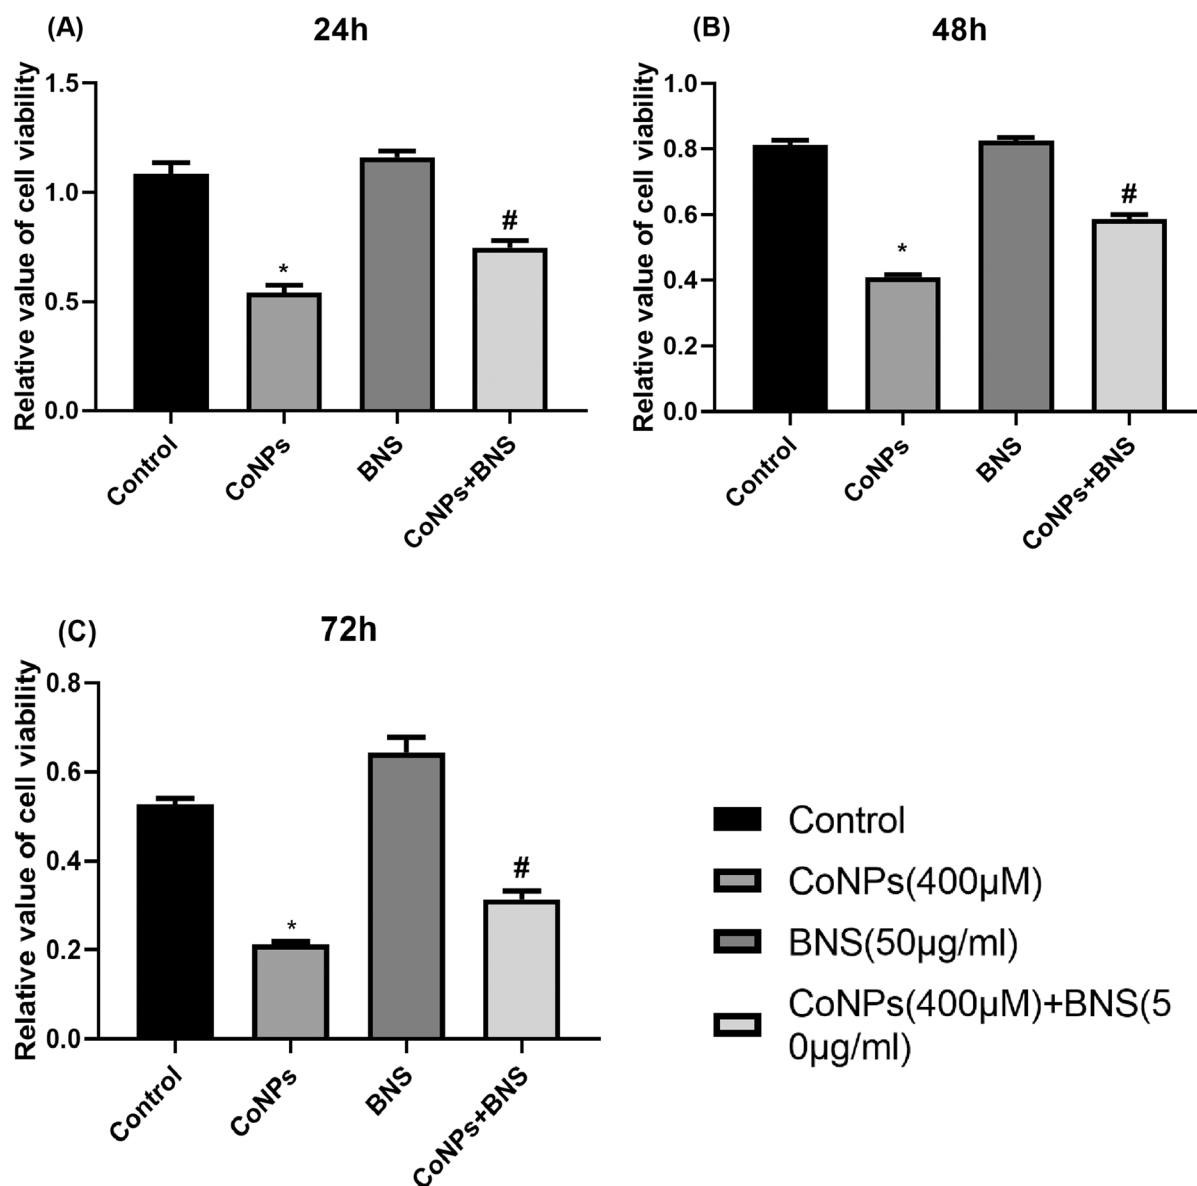 (A)
24h
Relative value of cell viability
1.5
1.0
0.5
0.0
*
#
Control
CoNPs
BNS
CoNPs+BNS
(B)
48h
Relative value of cell viability
1.0
0.8
0.6
0.4
0.2
0.0
*
#
Control
CoNPs
BNS
CoNPs+BNS
(C)
72h
Relative value of cell viability
0.8
0.6
0.4
0.2
0.0
*
#
Control
CoNPs
BNS
CoNPs+BNS
Control
CoNPs(400μM)
BNS(50μg/ml)
CoNPs(400μM)+BNS(5
0μg/ml)